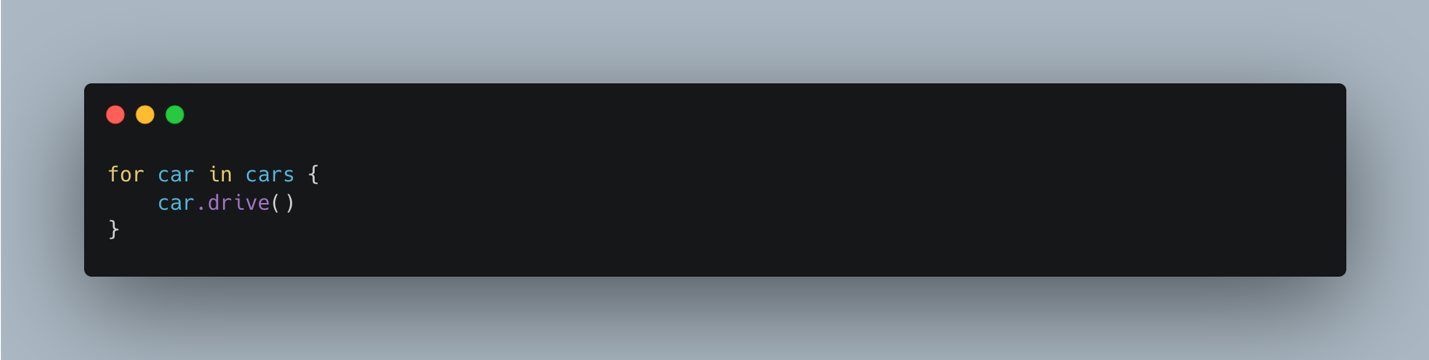 for car in cars {
    car.drive()
}